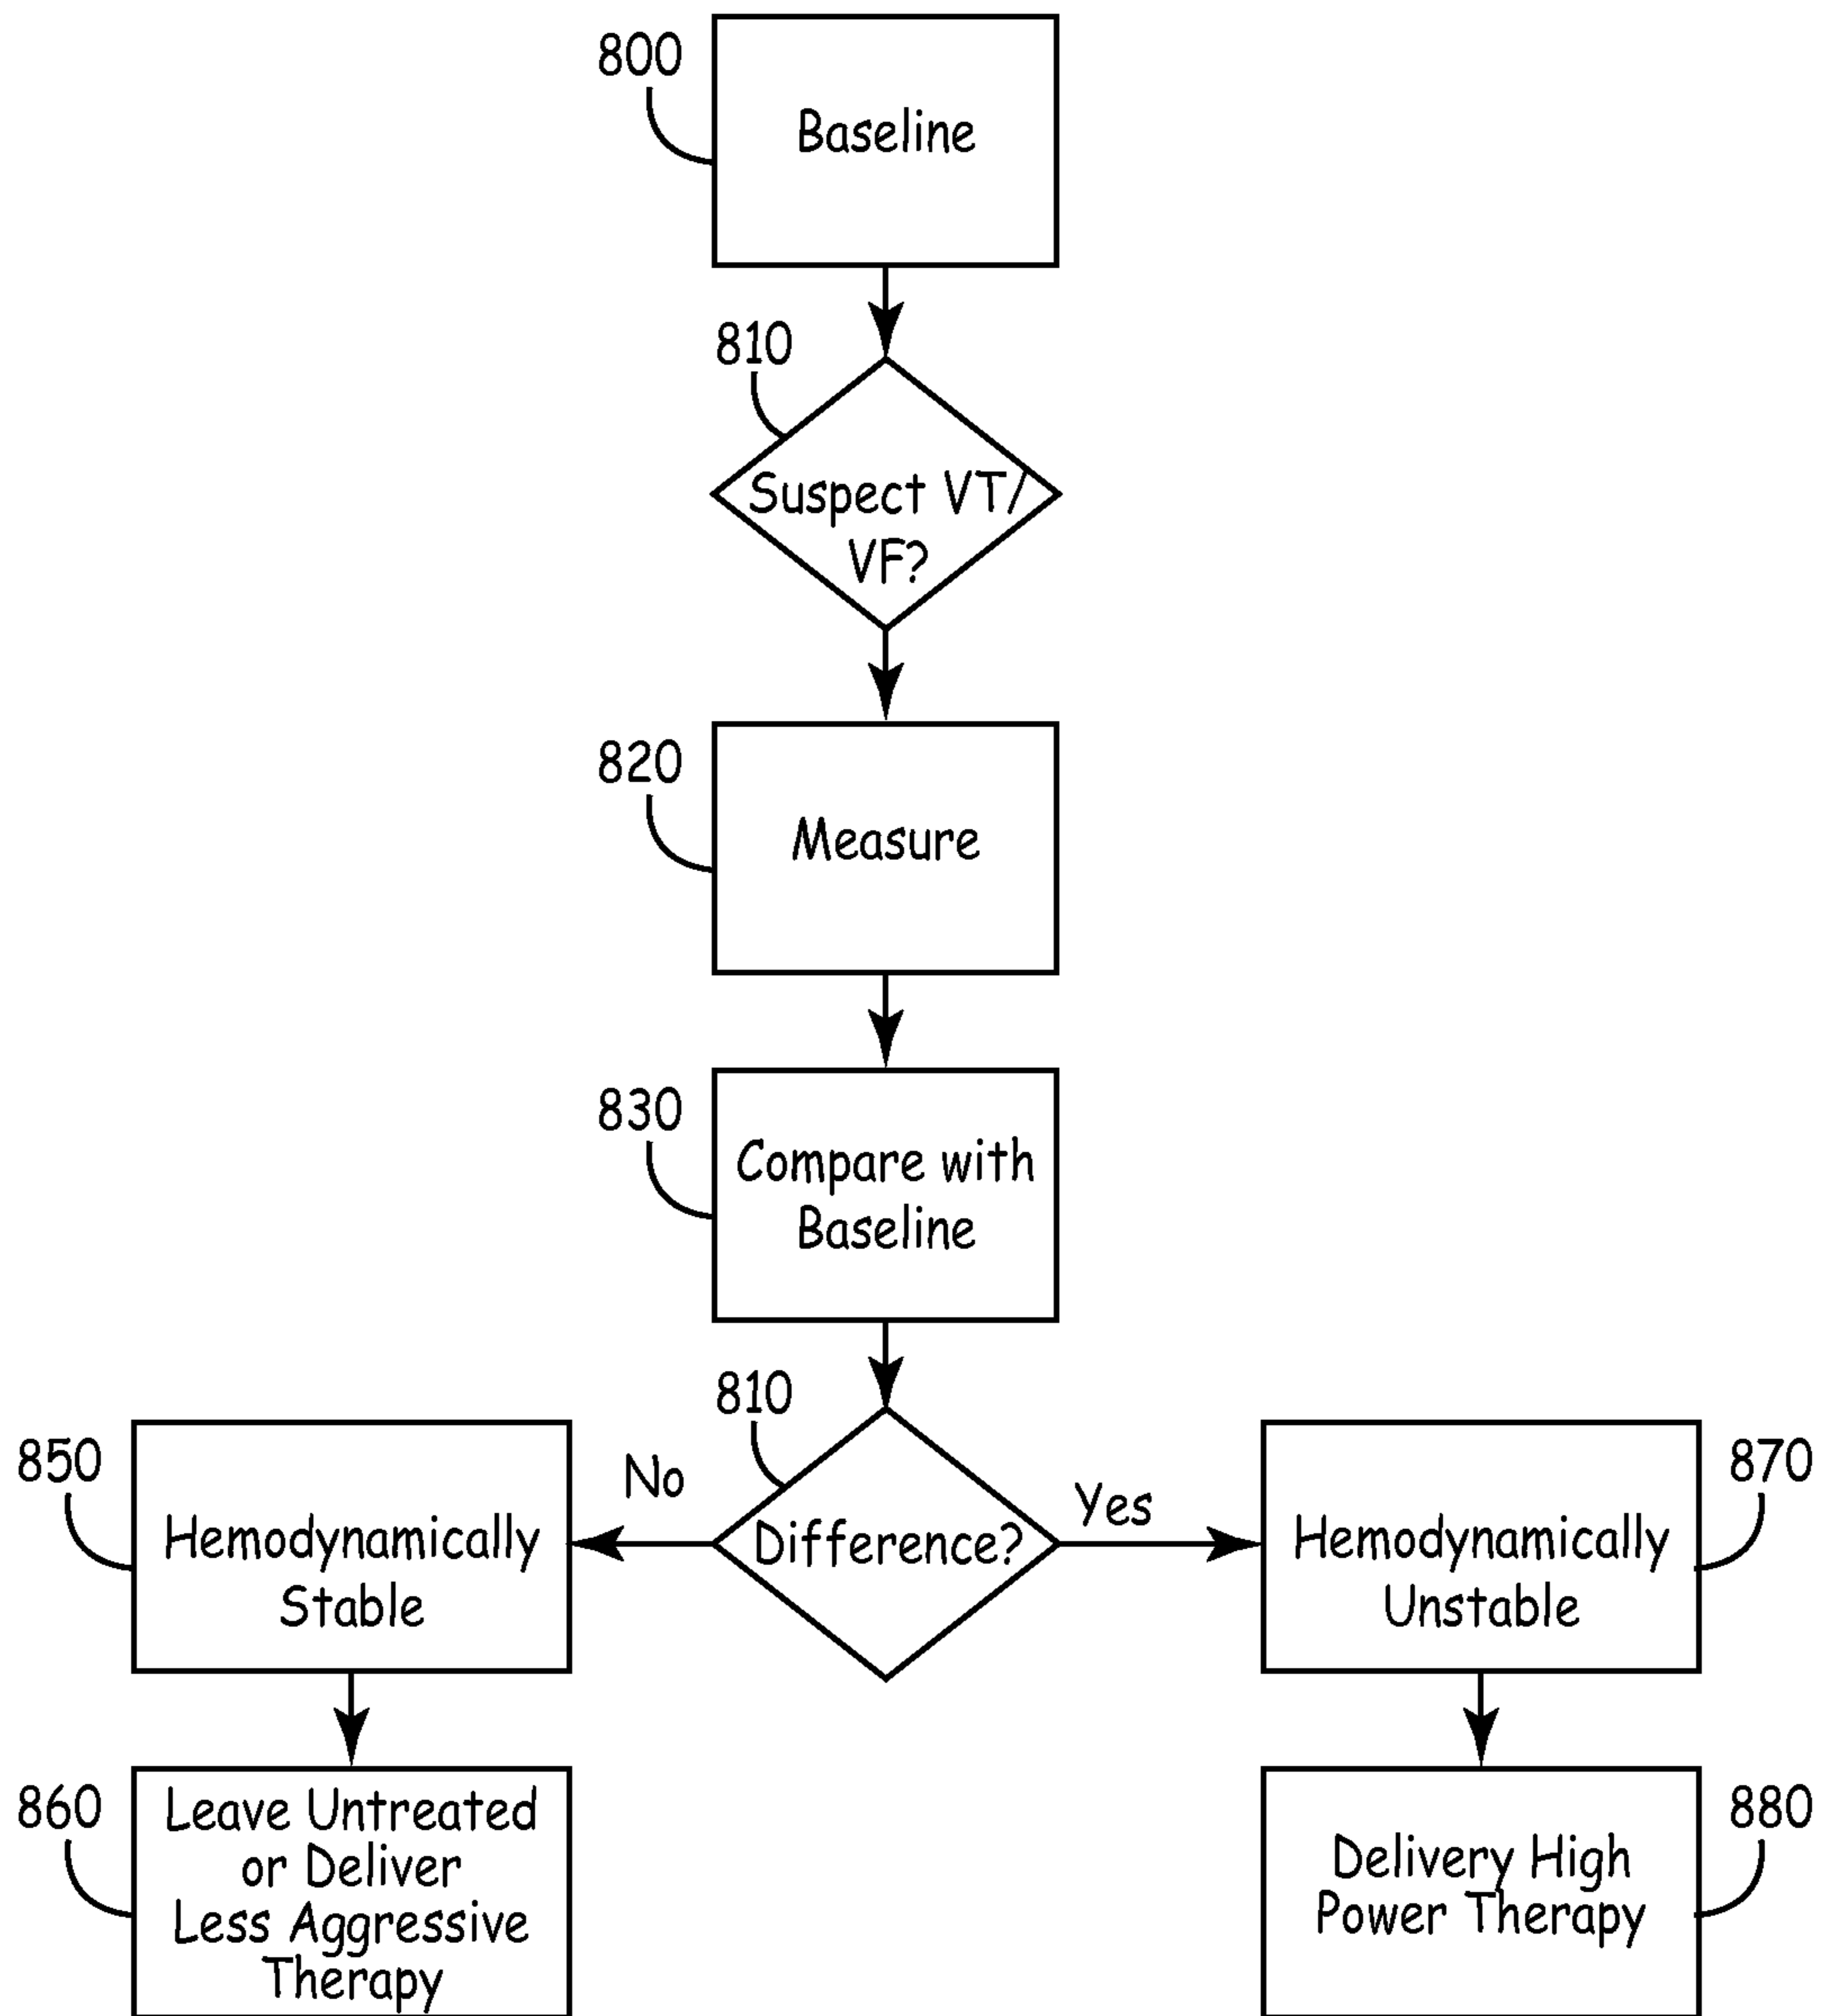 800
Baseline
810
Suspect VT/
VF?
820
Measure
830
Compare with
Baseline
810
No
Difference?
Yes
850
Hemodynamically
Stable
870
Hemodynamically
Unstable
860
Leave Untreated
or Deliver
Less Aggressive
Therapy
880
Delivery High
Power Therapy